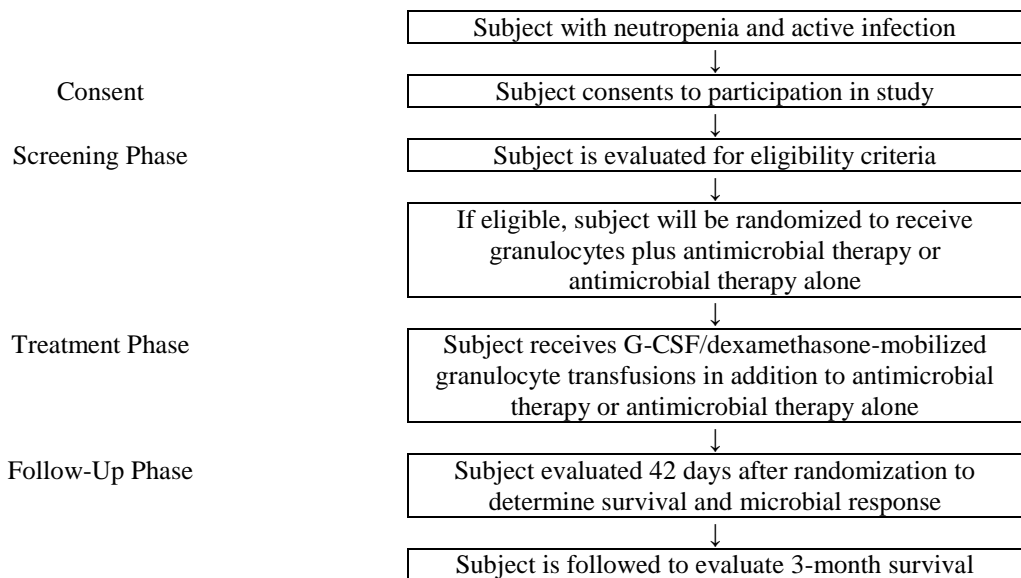 Subject with neutropenia and active infection
↓
Consent
Subject consents to participation in study
↓
Screening Phase
Subject is evaluated for eligibility criteria
↓
If eligible, subject will be randomized to receive
granulocytes plus antimicrobial therapy or
antimicrobial therapy alone
↓
Treatment Phase
Subject receives G-CSF/dexamethasone-mobilized
granulocyte transfusions in addition to antimicrobial
therapy or antimicrobial therapy alone
↓
Follow-Up Phase
Subject evaluated 42 days after randomization to
determine survival and microbial response
↓
Subject is followed to evaluate 3-month survival